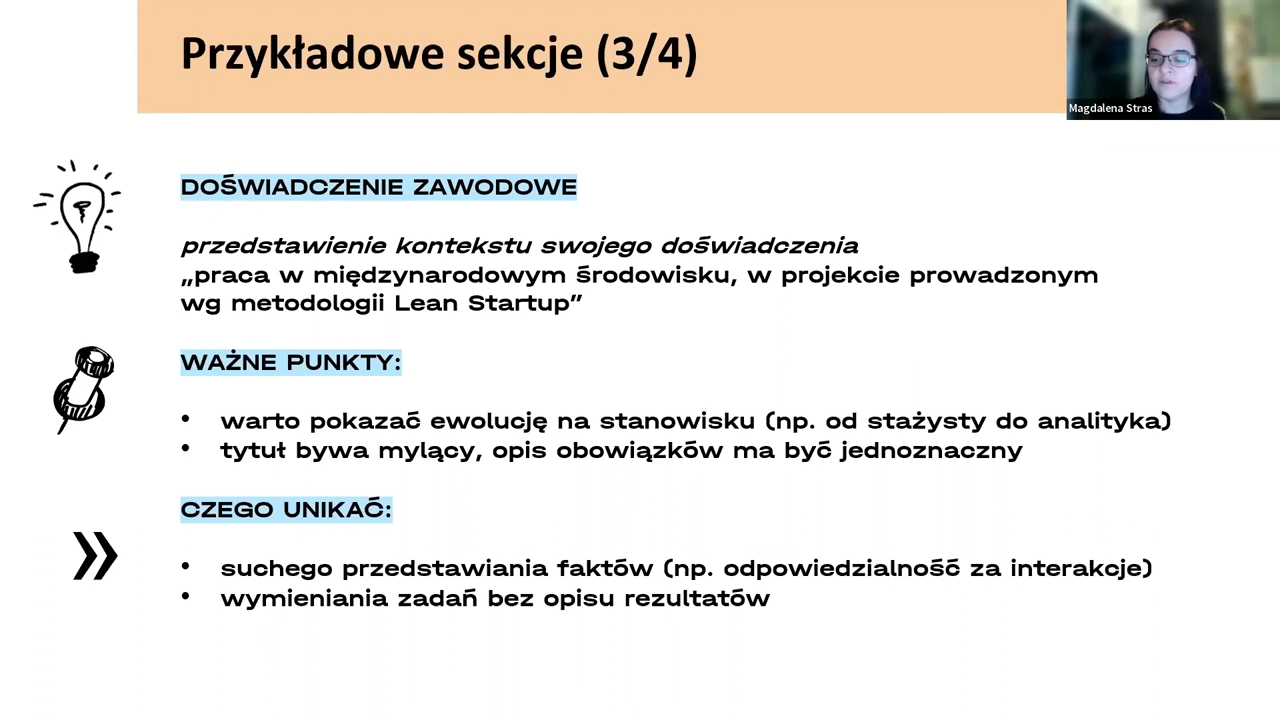 Przykładowe sekcje (3/4)
Magdalena Stras
DOŚWIADCZENIE ZAWODOWE
przedstawienie kontekstu swojego doświadczenia
„praca w międzynarodowym środowisku, w projekcie prowadzonym
wg metodologii Lean Startup”
WAŻNE PUNKTY:
• warto pokazać ewolucję na stanowisku (np. od stażysty do analityka)
• tytuł bywa mylący, opis obowiązków ma być jednoznaczny
CZEGO UNIKAĆ:
• suchego przedstawiania faktów (np. odpowiedzialność za interakcje)
• wymieniania zadań bez opisu rezultatów